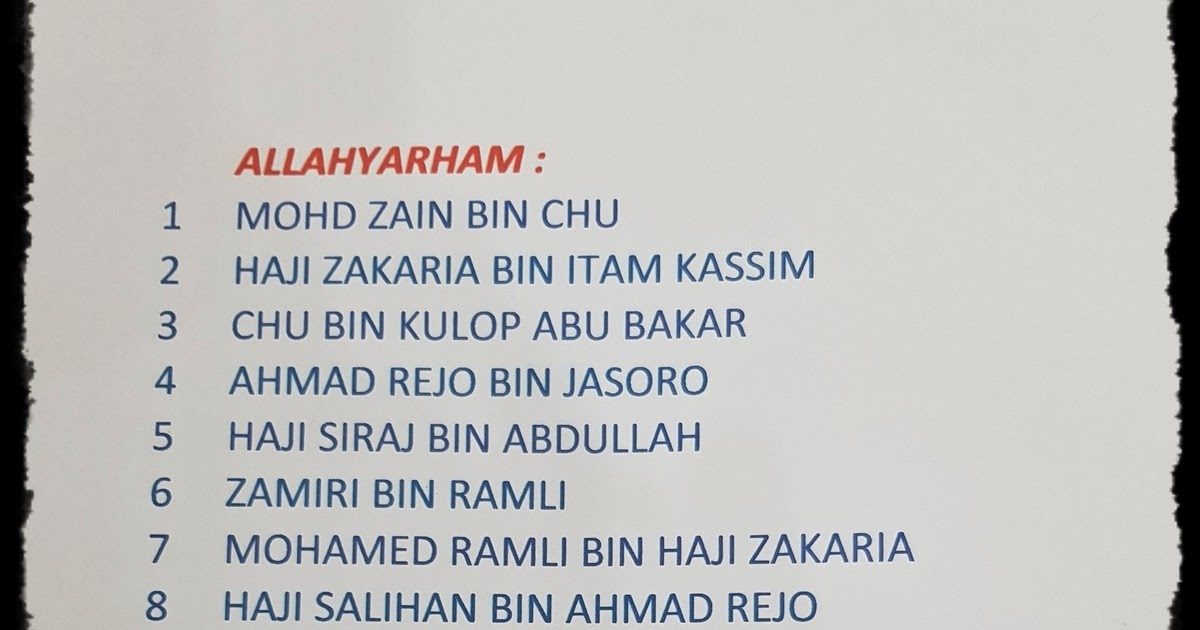 ALLAHYARHAM :
1 MOHD ZAIN BIN CHU
2 HAJI ZAKARIA BIN ITAM KASSIM
3 CHU BIN KULOP ABU BAKAR
4 AHMAD REJO BIN JASORO
5 HAJI SIRAJ BIN ABDULLAH
6 ZAMIRI BIN RAMLI
7 MOHAMED RAMLI BIN HAJI ZAKARIA
8 HAJI SALIHAN BIN AHMAD REJO